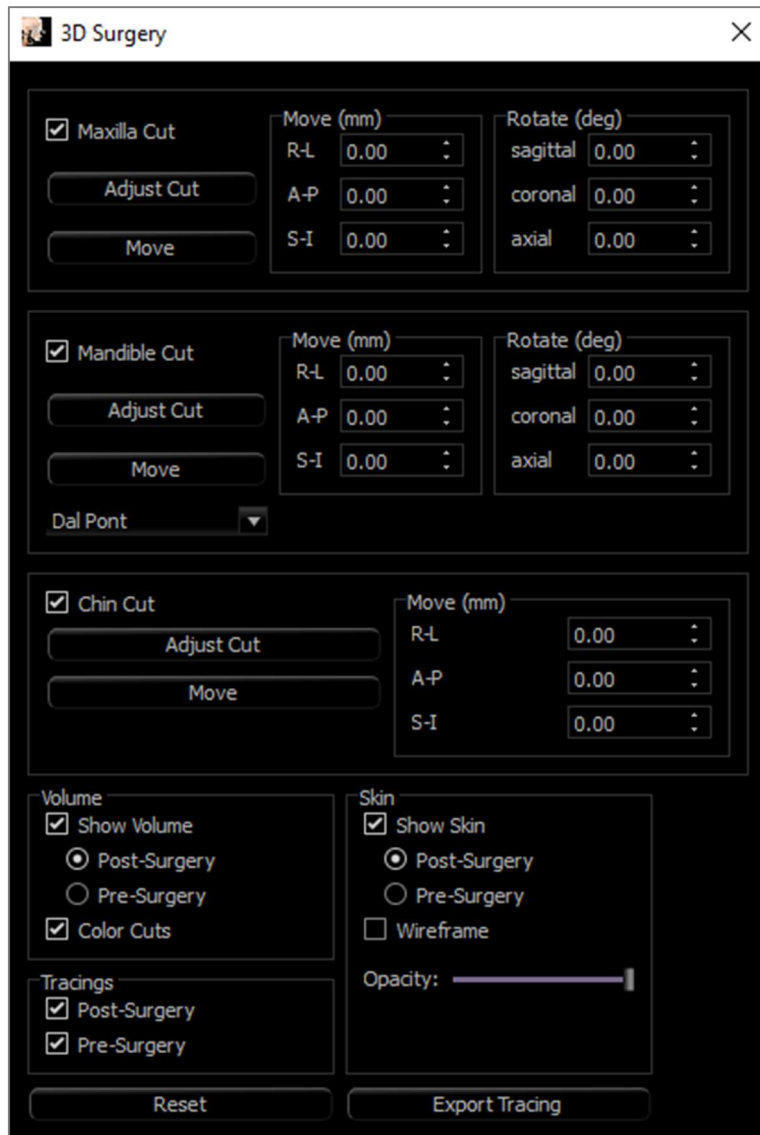 3D Surgery
Maxilla Cut
Adjust Cut
Move
Move (mm)
R-L 0.00
A-P 0.00
S-I 0.00
Rotate (deg)
sagittal 0.00
coronal 0.00
axial 0.00
Mandible Cut
Adjust Cut
Move
Dal Pont
Move (mm)
R-L 0.00
A-P 0.00
S-I 0.00
Rotate (deg)
sagittal 0.00
coronal 0.00
axial 0.00
Chin Cut
Adjust Cut
Move
Move (mm)
R-L 0.00
A-P 0.00
S-I 0.00
Volume
Show Volume
Post-Surgery
Pre-Surgery
Color Cuts
Tracings
Post-Surgery
Pre-Surgery
Skin
Show Skin
Post-Surgery
Pre-Surgery
Wireframe
Opacity:
Reset
Export Tracing